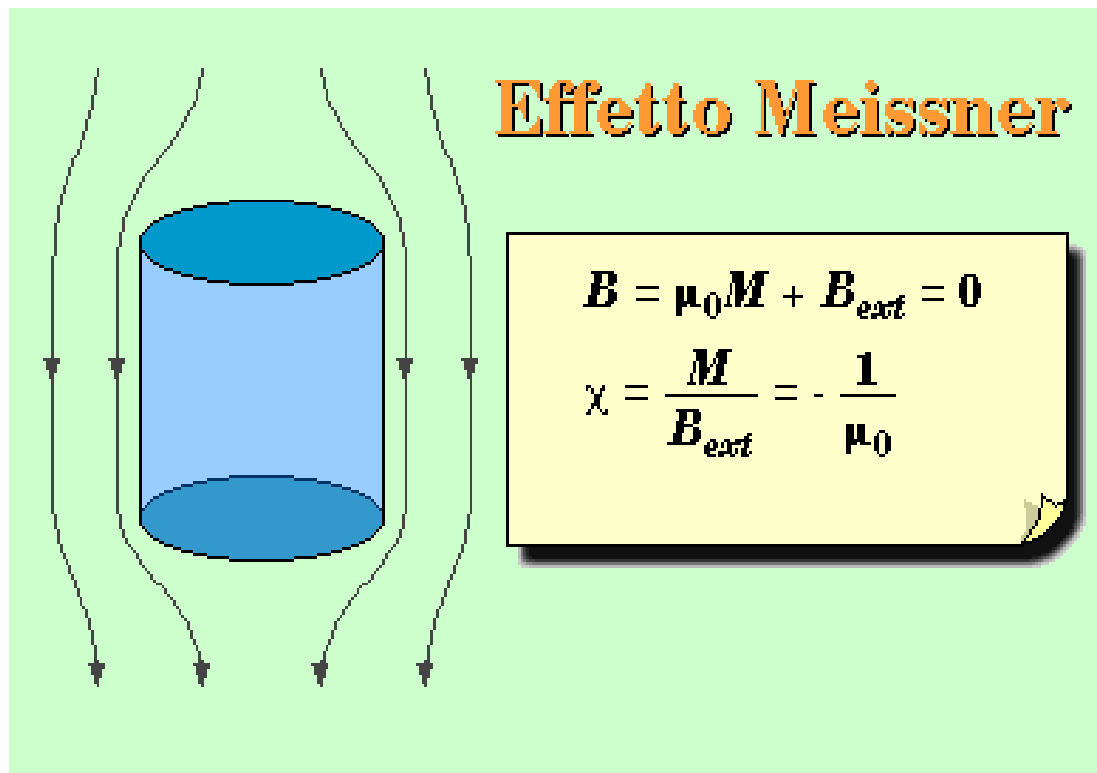 Effetto Meissner
B = μ₀M + Bₑₓₜ = 0
χ = M / Bₑₓₜ = - 1 / μ₀